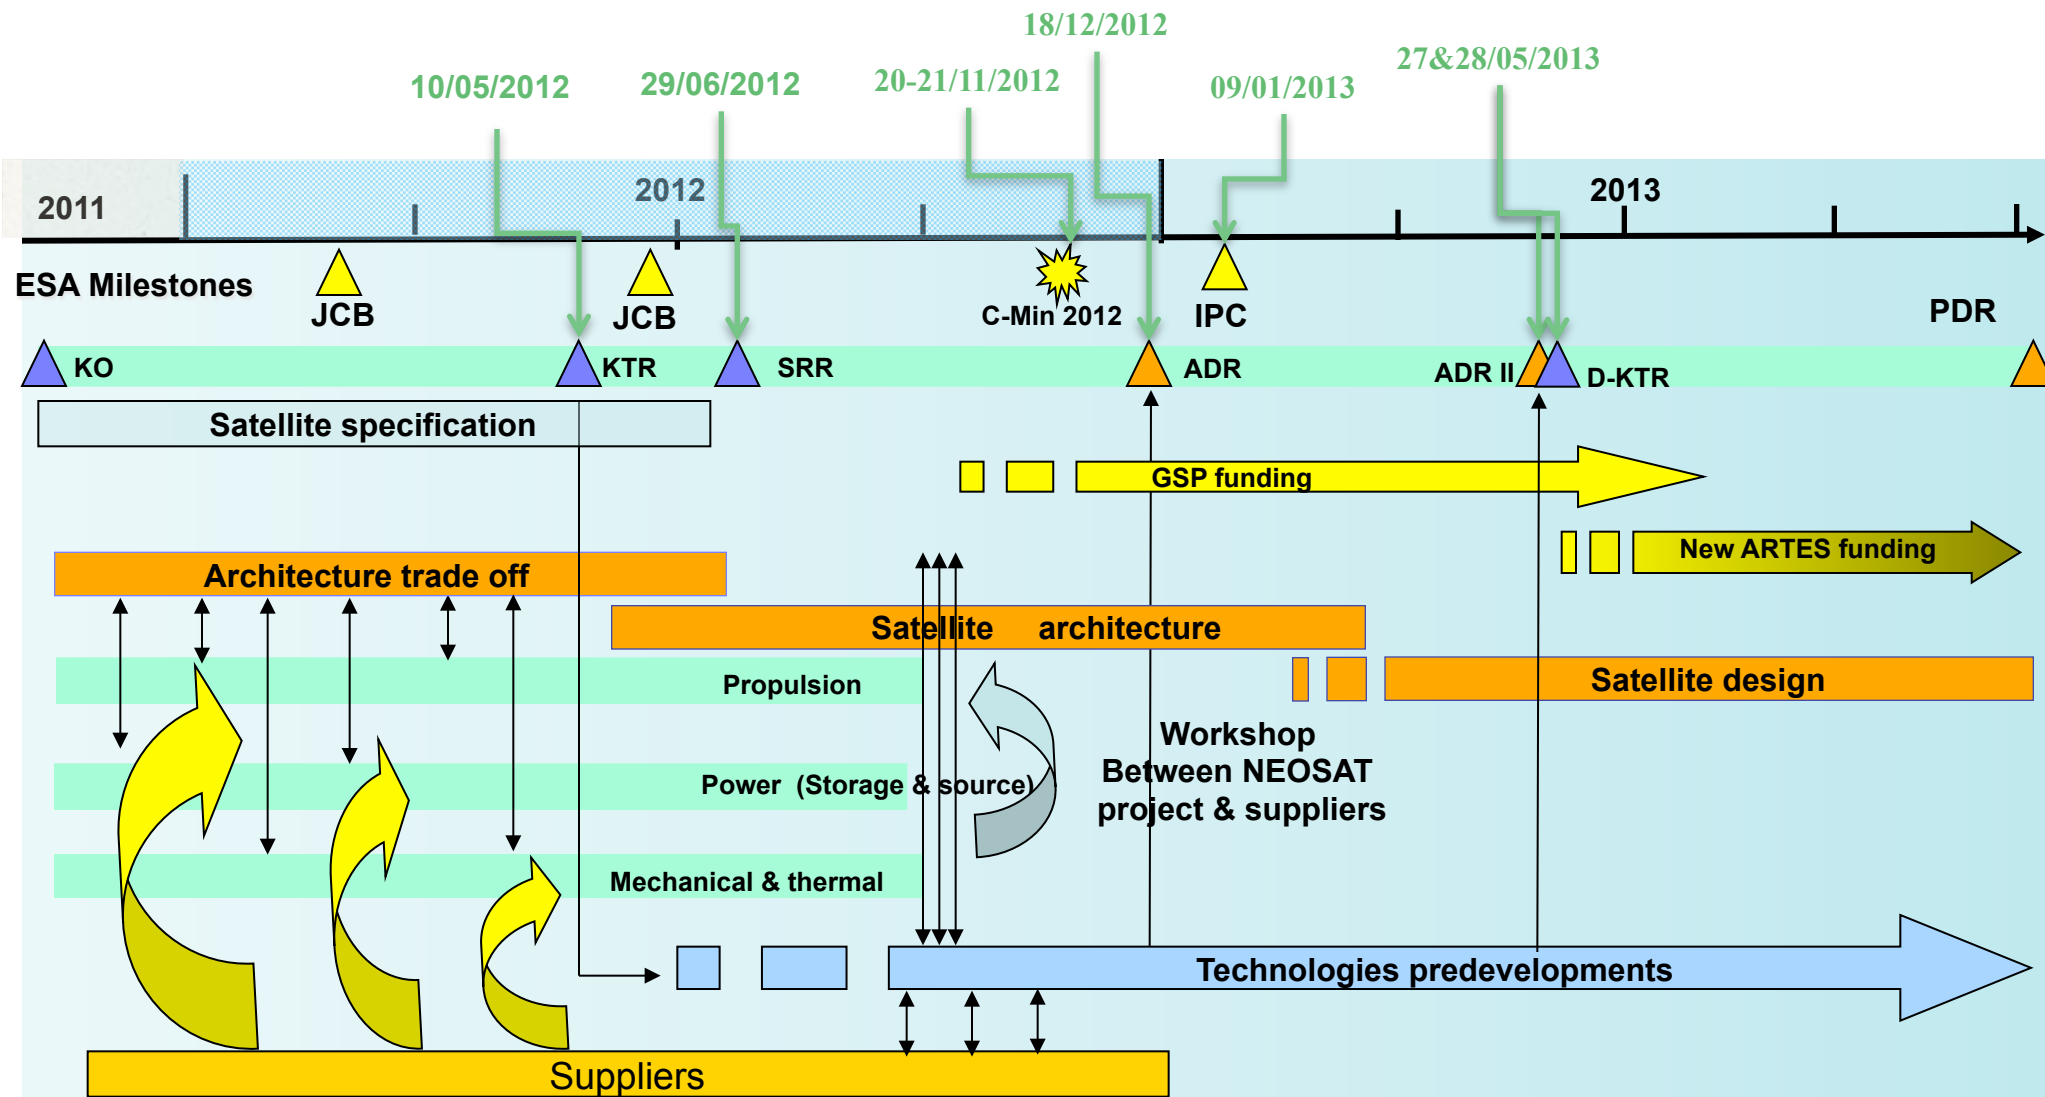 18/12/2012
27&28/05/2013
10/05/2012
29/06/2012
20-21/11/2012
09/01/2013
2011
2012
2013
ESA Milestones
JCB
JCB
C-Min 2012
IPC
PDR
KO
KTR
SRR
ADR
ADR II
D-KTR
Satellite specification
GSP funding
New ARTES funding
Architecture trade off
Satellite architecture
Propulsion
Satellite design
Workshop
Between NEOSAT
project & suppliers
Power (Storage & source)
Mechanical & thermal
Technologies predevelopments
Suppliers